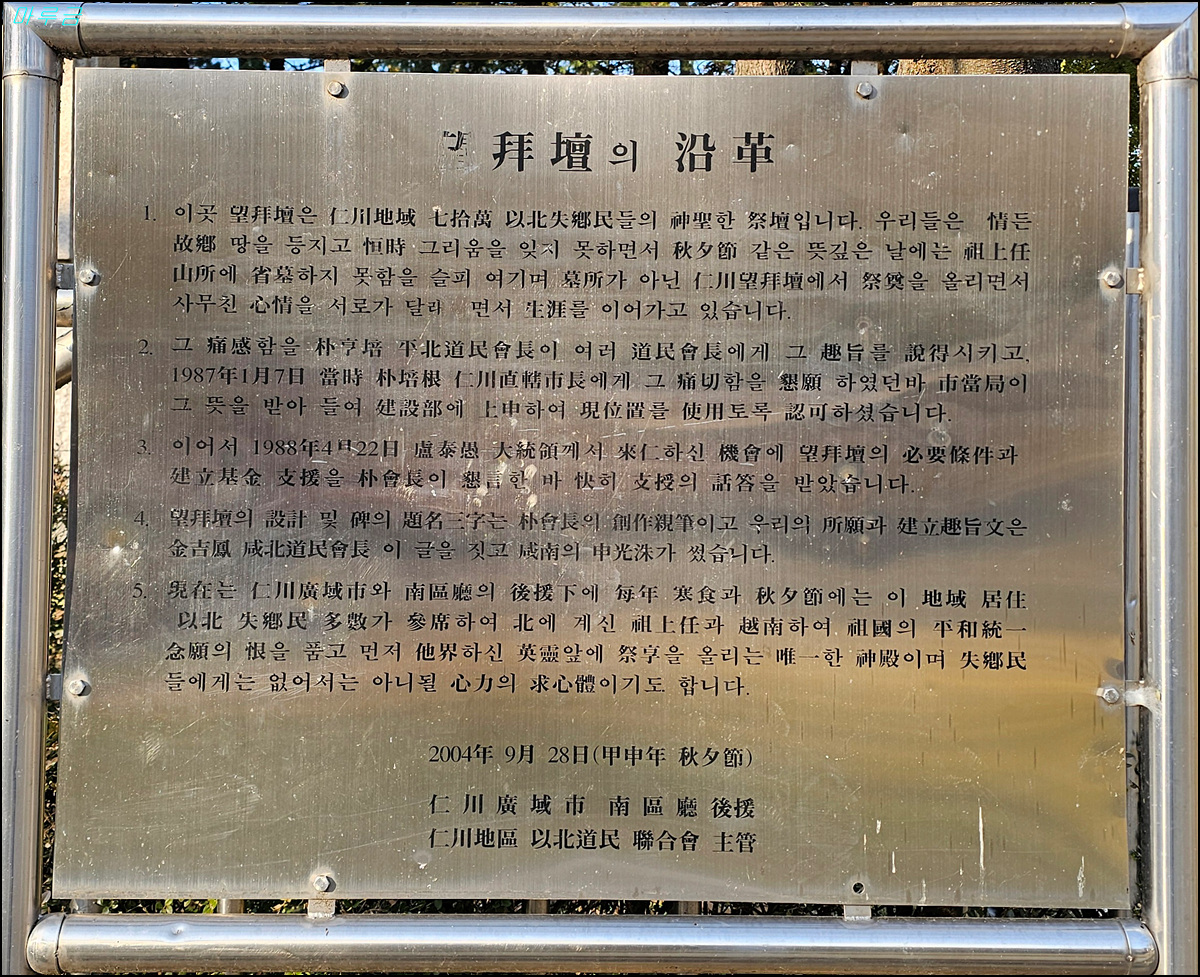 미두금
望拜壇의 沿革
1. 이곳 望拜壇은 仁川地域 七拾萬 以北失鄕民들의 神聖한 祭壇입니다. 우리들은 情든
故鄕 땅을 등지고 恒時 그리움을 잊지 못하면서 秋夕節 같은 뜻깊은 날에는 祖上任
山所에 省墓하지 못함을 슬피 여기며 墓所가 아닌 仁川望拜壇에서 祭奠을 올리면서
사무친 心情을 서로가 달래 면서 生涯를 이어가고 있습니다.
2. 그 痛感함을 朴亨培 平北道民會長이 여러 道民會長에게 그 趣旨를 說得시키고,
1987年1月7日 當時 朴培根 仁川直轄市長에게 그 痛切함을 懇願 하였던바 市當局이
그 뜻을 받아 들여 建設部에 上申하여 現位置를 使用토록 認可하셨습니다.
3. 이어서 1988年4月22日 盧泰愚 大統領께서 來仁하신 機會에 望拜壇의 必要條件과
建立基金 支援을 朴會長이 懇言한 바 快히 支授의 話答을 받았습니다.
4. 望拜壇의 設計 및 碑의 題名三字는 朴會長의 創作親筆이고 우리의 所願과 建立趣旨文은
金吉鳳 咸北道民會長 이 글을 짓고 咸南의 申光洙가 썼습니다.
5. 現在는 仁川廣域市와 南區廳의 後援下에 每年 寒食과 秋夕節에는 이 地域 居住
以北 失鄕民 多數가 參席하여 北에 계신 祖上任과 越南하여 祖國의 平和統一
念願의 恨을 품고 먼저 他界하신 英靈앞에 祭享을 올리는 唯一한 神殿이며 失鄕民
들에게는 없어서는 아니될 心力의 求心體이기도 합니다.
2004年 9月 28日(甲申年 秋夕節)
仁川廣域市 南區廳 後援
仁川地區 以北道民 聯合會 主管